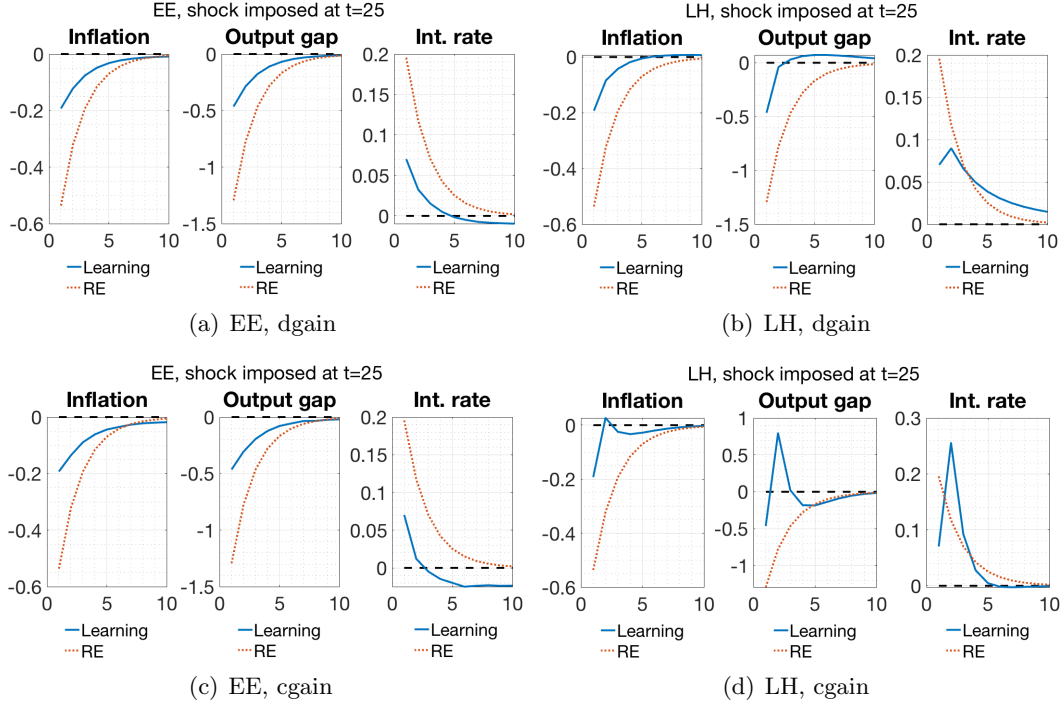 EE, shock imposed at t=25
Inflation
0
-0.2
-0.4
-0.6
0
5
10
Learning
RE
Output gap
0
-0.5
-1
-1.5
0
5
10
Learning
RE
Int. rate
0.2
0.15
0.1
0.05
0
0
5
10
Learning
RE
(a) EE, dgain
LH, shock imposed at t=25
Inflation
0
-0.2
-0.4
-0.6
0
5
10
Learning
RE
Output gap
0
-0.5
-1
-1.5
0
5
10
Learning
RE
Int. rate
0.2
0.15
0.1
0.05
0
0
5
10
Learning
RE
(b) LH, dgain
EE, shock imposed at t=25
Inflation
0
-0.2
-0.4
-0.6
0
5
10
Learning
RE
Output gap
0
-0.5
-1
-1.5
0
5
10
Learning
RE
Int. rate
0.2
0.15
0.1
0.05
0
0
5
10
Learning
RE
(c) EE, cgain
LH, shock imposed at t=25
Inflation
0
-0.2
-0.4
-0.6
0
5
10
Learning
RE
Output gap
1
0.5
0
-0.5
-1
0
5
10
Learning
RE
Int. rate
0.3
0.2
0.1
0
0
5
10
Learning
RE
(d) LH, cgain